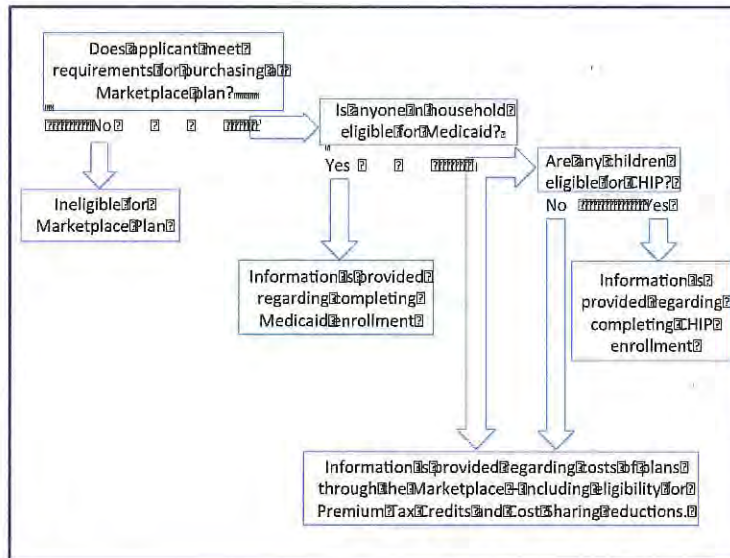 Does applicant meet
requirements for purchasing a
Marketplace plan?
No
Is anyone in household
eligible for Medicaid?
Yes
Are any children
eligible for CHIP?
No Yes
Ineligible for
Marketplace Plan
Information is provided
regarding completing
Medicaid enrollment
Information is
provided regarding
completing CHIP
enrollment
Information is provided regarding costs of plans
through the Marketplace – including eligibility for
Premium Tax Credits and Cost Sharing reductions.